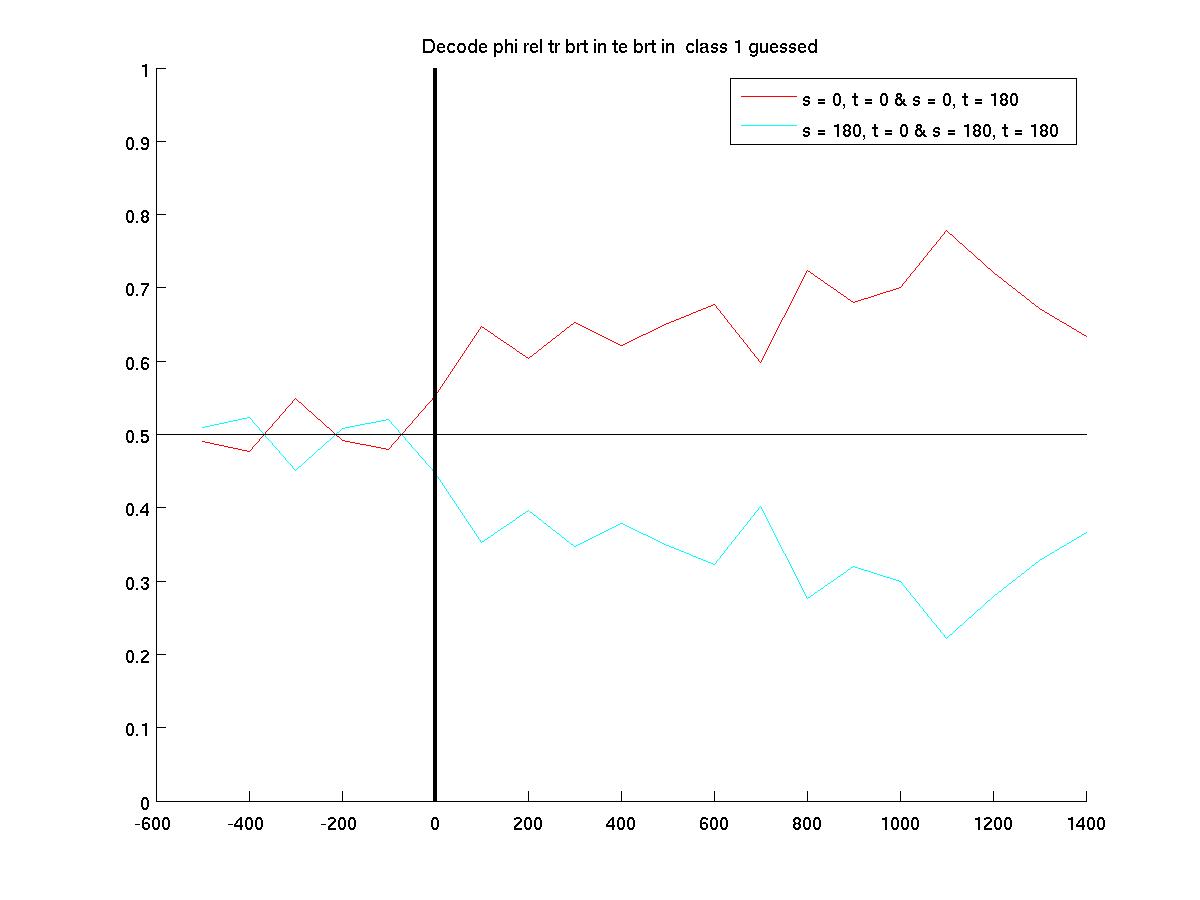 Decode phi rel tr brt in te brt in  class 1 guessed
s = 0, t = 0 & s = 0, t = 180
s = 180, t = 0 & s = 180, t = 180
1
0.9
0.8
0.7
0.6
0.5
0.4
0.3
0.2
0.1
0
-600 -400 -200 0 200 400 600 800 1000 1200 1400